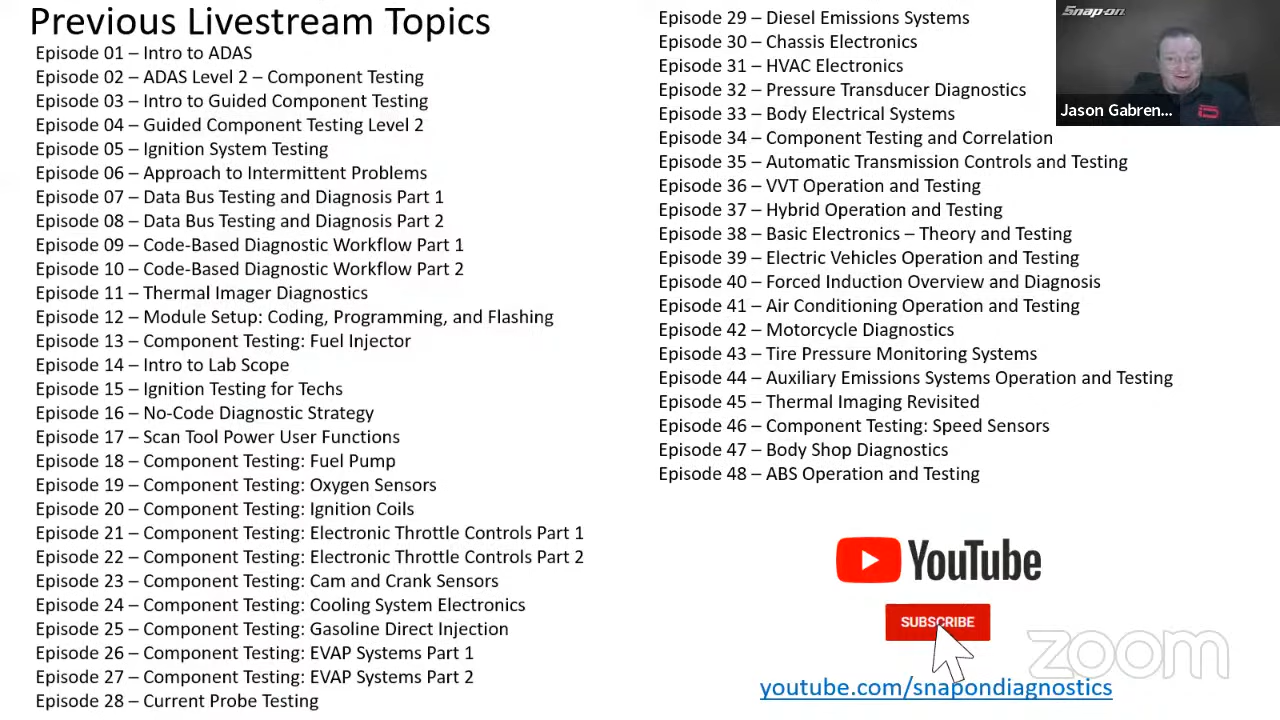 Previous Livestream Topics
Episode 01 – Intro to ADAS
Episode 02 – ADAS Level 2 – Component Testing
Episode 03 – Intro to Guided Component Testing
Episode 04 – Guided Component Testing Level 2
Episode 05 – Ignition System Testing
Episode 06 – Approach to Intermittent Problems
Episode 07 – Data Bus Testing and Diagnosis Part 1
Episode 08 – Data Bus Testing and Diagnosis Part 2
Episode 09 – Code-Based Diagnostic Workflow Part 1
Episode 10 – Code-Based Diagnostic Workflow Part 2
Episode 11 – Thermal Imager Diagnostics
Episode 12 – Module Setup: Coding, Programming, and Flashing
Episode 13 – Component Testing: Fuel Injector
Episode 14 – Intro to Lab Scope
Episode 15 – Ignition Testing for Techs
Episode 16 – No-Code Diagnostic Strategy
Episode 17 – Scan Tool Power User Functions
Episode 18 – Component Testing: Fuel Pump
Episode 19 – Component Testing: Oxygen Sensors
Episode 20 – Component Testing: Ignition Coils
Episode 21 – Component Testing: Electronic Throttle Controls Part 1
Episode 22 – Component Testing: Electronic Throttle Controls Part 2
Episode 23 – Component Testing: Cam and Crank Sensors
Episode 24 – Component Testing: Cooling System Electronics
Episode 25 – Component Testing: Gasoline Direct Injection
Episode 26 – Component Testing: EVAP Systems Part 1
Episode 27 – Component Testing: EVAP Systems Part 2
Episode 28 – Current Probe Testing
Episode 29 – Diesel Emissions Systems
Episode 30 – Chassis Electronics
Episode 31 – HVAC Electronics
Episode 32 – Pressure Transducer Diagnostics
Episode 33 – Body Electrical Systems
Episode 34 – Component Testing and Correlation
Episode 35 – Automatic Transmission Controls and Testing
Episode 36 – VVT Operation and Testing
Episode 37 – Hybrid Operation and Testing
Episode 38 – Basic Electronics – Theory and Testing
Episode 39 – Electric Vehicles Operation and Testing
Episode 40 – Forced Induction Overview and Diagnosis
Episode 41 – Air Conditioning Operation and Testing
Episode 42 – Motorcycle Diagnostics
Episode 43 – Tire Pressure Monitoring Systems
Episode 44 – Auxiliary Emissions Systems Operation and Testing
Episode 45 – Thermal Imaging Revisited
Episode 46 – Component Testing: Speed Sensors
Episode 47 – Body Shop Diagnostics
Episode 48 – ABS Operation and Testing
YouTube
SUBSCRIBE
youtube.com/snapondiagnostics
zoom
Snap-on
Jason Gabren...